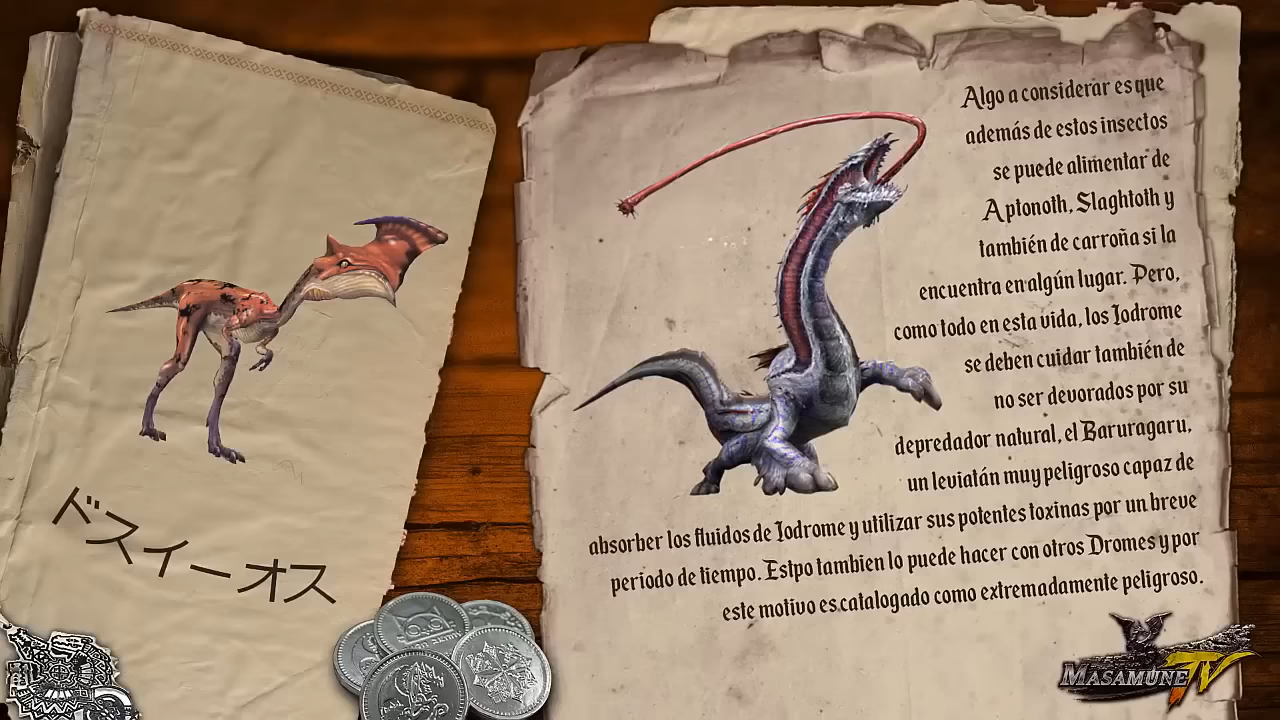 ドスイーオス
Algo a considerar es que
además de estos insectos
se puede alimentar de
Aptonoth, Slaghtoth y
también de carroña si la
encuentra en algún lugar. Pero,
como todo en esta vida, los Iodrome
se deben cuidar también de
no ser devorados por su
depredador natural, el Baruragaru,
un leviatán muy peligroso capaz de
absorber los fluidos de Iodrome y utilizar sus potentes toxinas por un breve
periodo de tiempo. Estpo tambien lo puede hacer con otros Dromes y por
este motivo es catalogado como extremadamente peligroso.
MASAMUNE TV